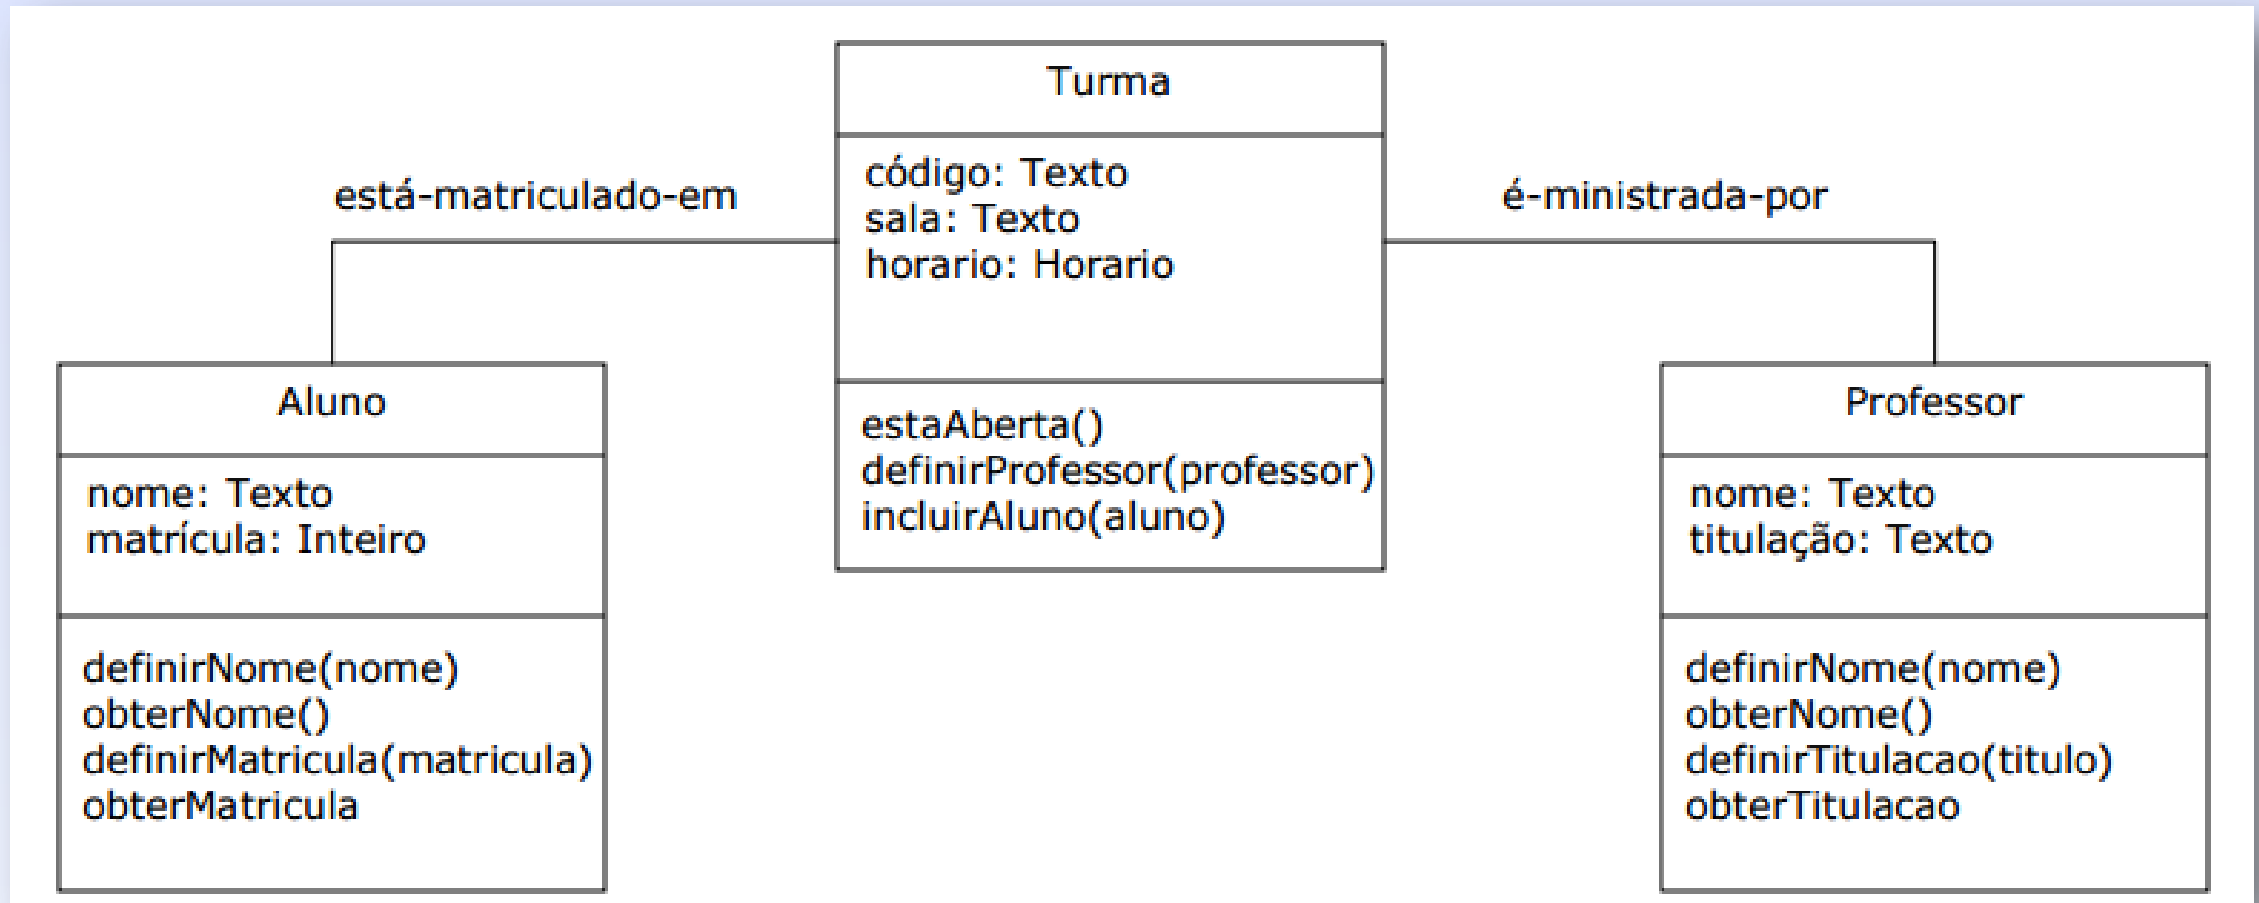 Turma
código: Texto
sala: Texto
horario: Horario
estaAberta()
definirProfessor(professor)
incluirAluno(aluno)
está-matriculado-em
é-ministrada-por
Aluno
nome: Texto
matrícula: Inteiro
definirNome(nome)
obterNome()
definirMatricula(matricula)
obterMatricula
Professor
nome: Texto
titulação: Texto
definirNome(nome)
obterNome()
definirTitulacao(titulo)
obterTitulacao